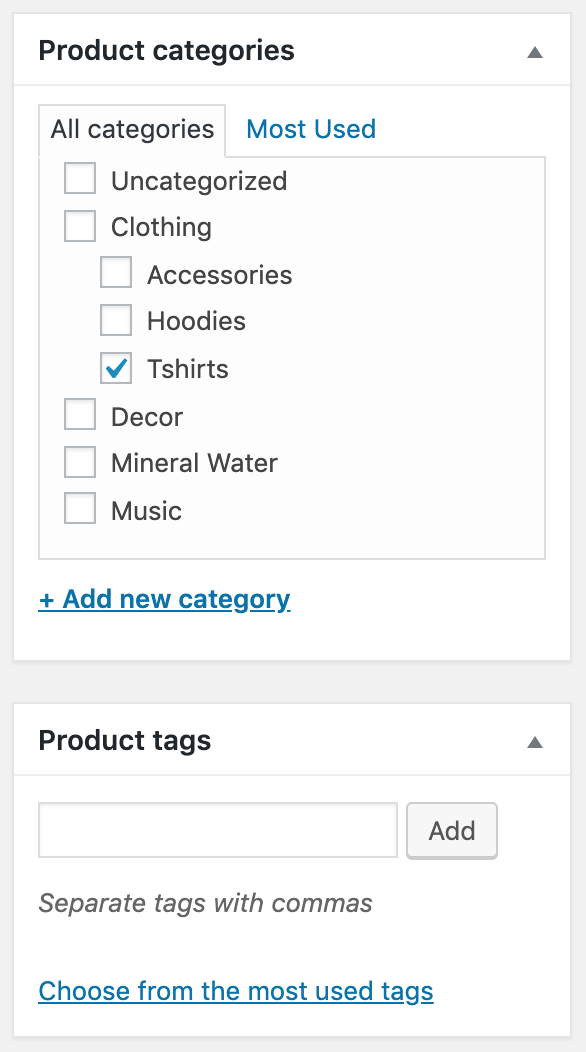 Product categories
All categories Most Used
Uncategorized
Clothing
Accessories
Hoodies
Tshirts
Decor
Mineral Water
Music
+ Add new category
Product tags
Add
Separate tags with commas
Choose from the most used tags